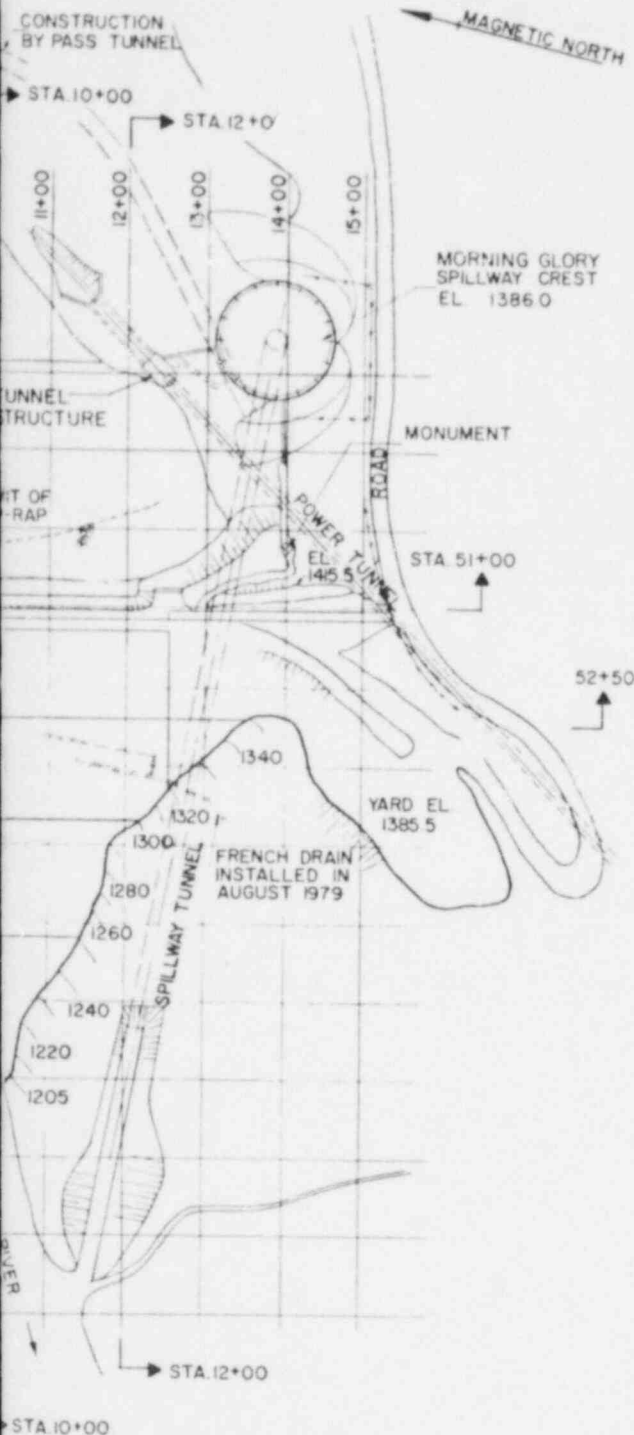 CONSTRUCTION
BY PASS TUNNEL
MAGNETIC NORTH
STA. 10+00
STA. 12+0
11+00
12+00
13+00
14+00
15+00
MORNING GLORY
SPILLWAY CREST
EL. 1386.0
TUNNEL
STRUCTURE
MONUMENT
ROAD
OF
-RAP
POWER TUNNEL
EL.
1415.5
STA. 51+00
52+50
1340
YARD EL.
1385.5
1320
1300
FRENCH DRAIN
INSTALLED IN
AUGUST 1979
1280
1260
SPILLWAY TUNNEL
1240
1220
1205
RIVER
STA. 12+00
STA. 10+00